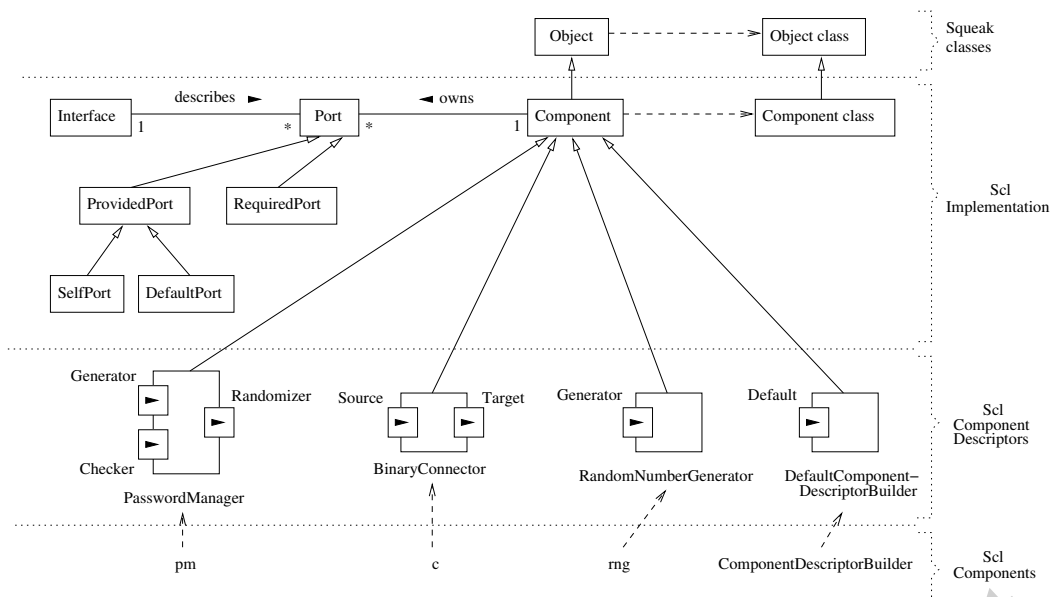 Object
Object class
Squeak
classes
describes
owns
Interface
Port
Component
Component class
1
*
*
1
ProvidedPort
RequiredPort
Scl
Implementation
SelfPort
DefaultPort
Generator
Randomizer
Checker
PasswordManager
Source
Target
BinaryConnector
Generator
RandomNumberGenerator
Default
DefaultComponent–
DescriptorBuilder
Scl
Component
Descriptors
pm
c
rng
ComponentDescriptorBuilder
Scl
Components